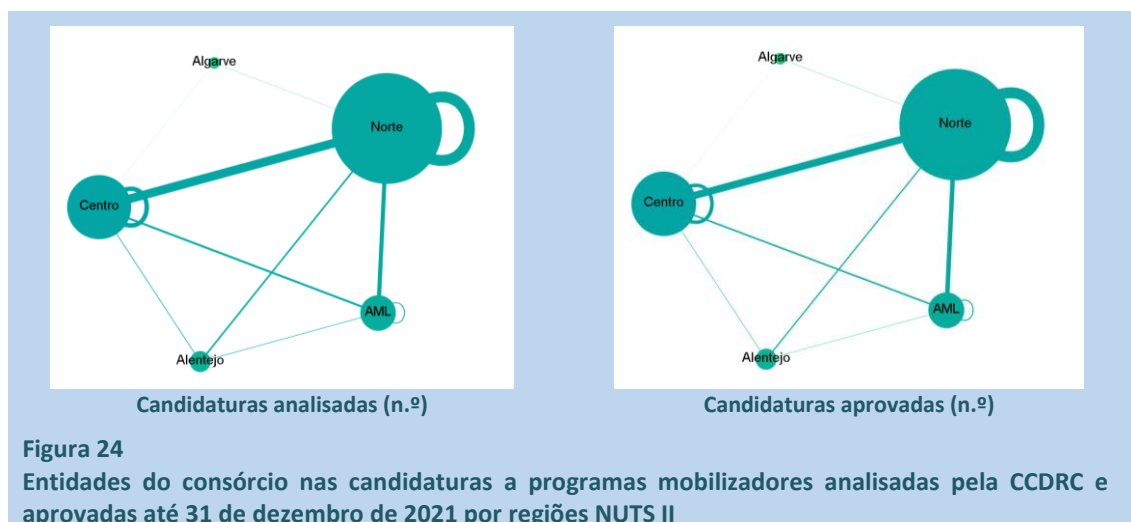 Algarve
Norte
Centro
AML
Alentejo
Candidaturas analisadas (n.º)
Algarve
Norte
Centro
AML
Alentejo
Candidaturas aprovadas (n.º)
Figura 24
Entidades do consórcio nas candidaturas a programas mobilizadores analisadas pela CCDRC e
aprovadas até 31 de dezembro de 2021 por regiões NUTS II